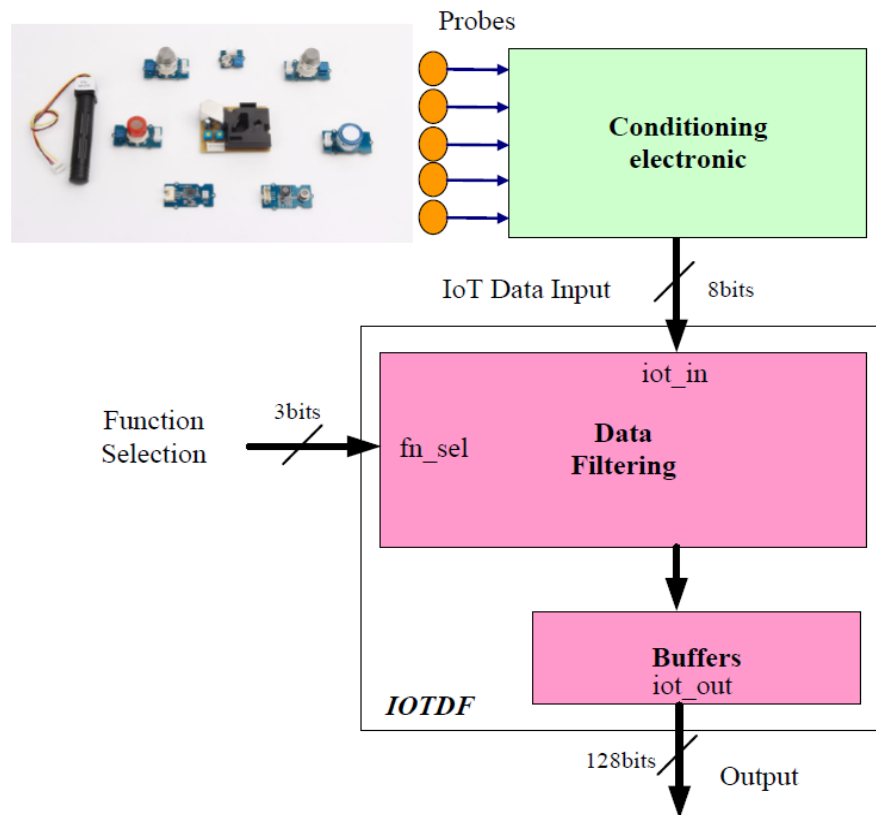 Probes
Conditioning
electronic
IoT Data Input
8bits
iot_in
Function
Selection
3bits
fn_sel
Data
Filtering
Buffers
iot_out
IOTDF
128bits
Output